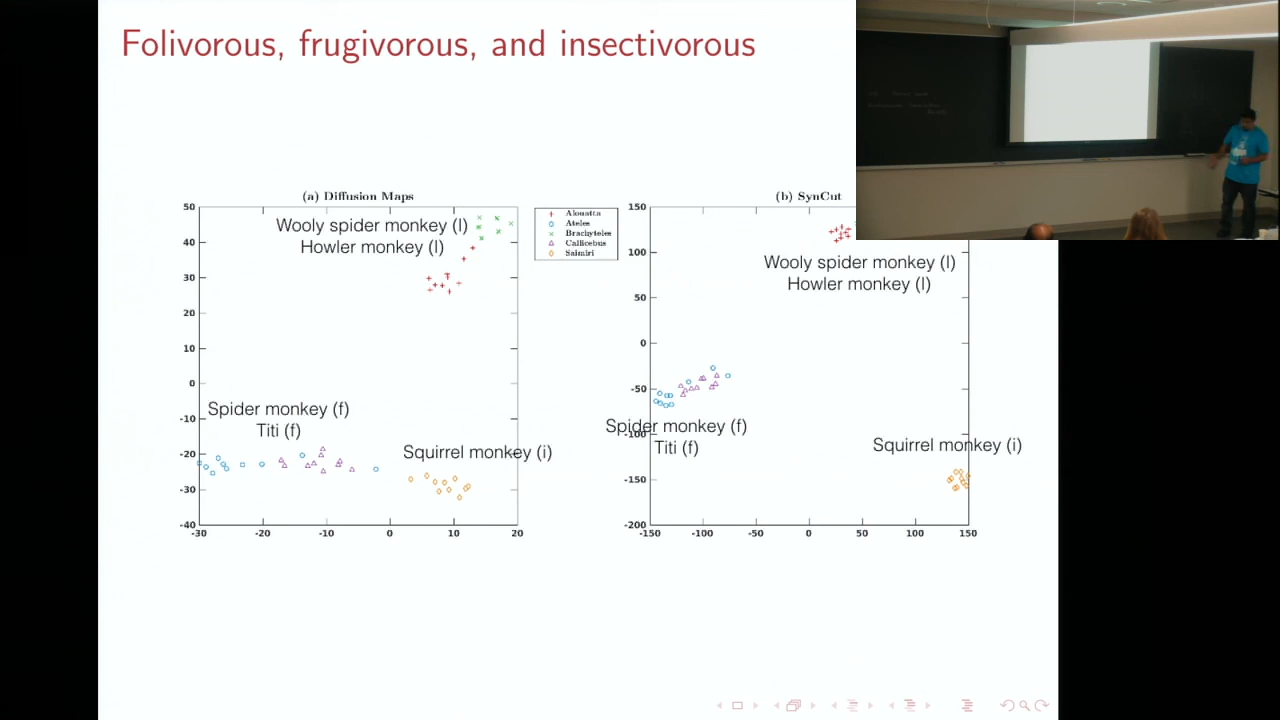 Folivorous, frugivorous, and insectivorous
(a) Diffusion Maps
Wooly spider monkey (l)
Howler monkey (l)
Spider monkey (f)
Titi (f)
Squirrel monkey (i)
50
40
30
20
10
0
-10
-20
-30
-40
-30
-20
-10
0
10
20
Alouatta
Ateles
Brachyteles
Callicebus
Saimiri
(b) SynCut
Wooly spider monkey (l)
Howler monkey (l)
Spider monkey (f)
Titi (f)
Squirrel monkey (i)
150
100
50
0
-50
-100
-150
-200
-150
-100
-50
0
50
100
150